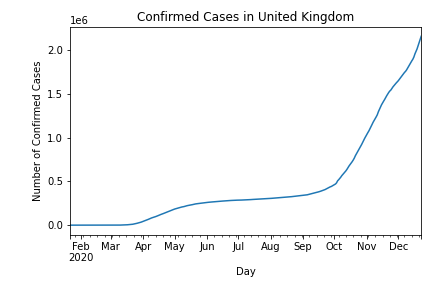 Confirmed Cases in United Kingdom
1e6
Number of Confirmed Cases
2.0
1.5
1.0
0.5
0.0
Feb Mar Apr May Jun Jul Aug Sep Oct Nov Dec
2020
Day